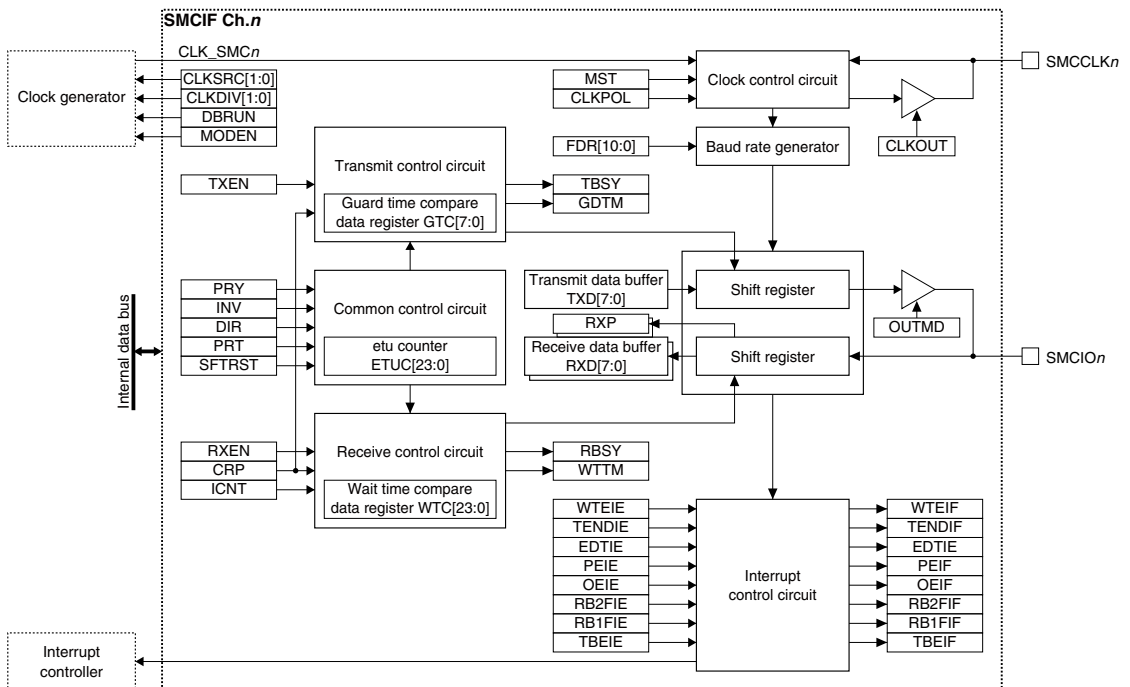 SMCIF Ch.n
CLK_SMCn
Clock generator
CLKSRC[1:0]
CLKDIV[1:0]
DBRUN
MODEN
MST
CLKPOL
Clock control circuit
SMCCLKn
CLKOUT
FDR[10:0]
Baud rate generator
TXEN
Transmit control circuit
Guard time compare
data register GTC[7:0]
TBSY
GDTM
Internal data bus
PRY
INV
DIR
PRT
SFTRST
Common control circuit
etu counter
ETUC[23:0]
Transmit data buffer
TXD[7:0]
Shift register
OUTMD
RXP
Receive data buffer
RXD[7:0]
Shift register
SMCIOn
RXEN
CRP
ICNT
Receive control circuit
Wait time compare
data register WTC[23:0]
RBSY
WTTM
WTEIE
TENDIE
EDTIE
PEIE
OEIE
RB2FIE
RB1FIE
TBEIE
Interrupt
control circuit
WTEIF
TENDIF
EDTIE
PEIF
OEIF
RB2FIF
RB1FIF
TBEIF
Interrupt
controller